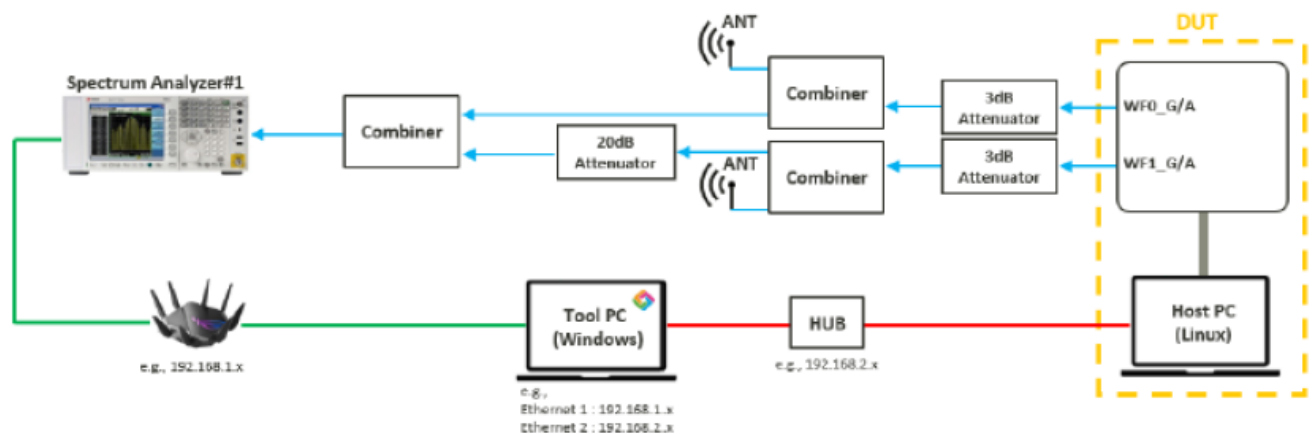 DUT
ANT
Spectrum Analyzer#1
Combiner
3dB
Attenuator
WF0_G/A
Combiner
20dB
Attenuator
ANT
Combiner
3dB
Attenuator
WF1_G/A
Tool PC
(Windows)
HUB
Host PC
(Linux)
e.g., 192.168.1.x
e.g., 192.168.2.x
e.g.,
Ethernet 1 : 192.168.1.x
Ethernet 2 : 192.168.2.x